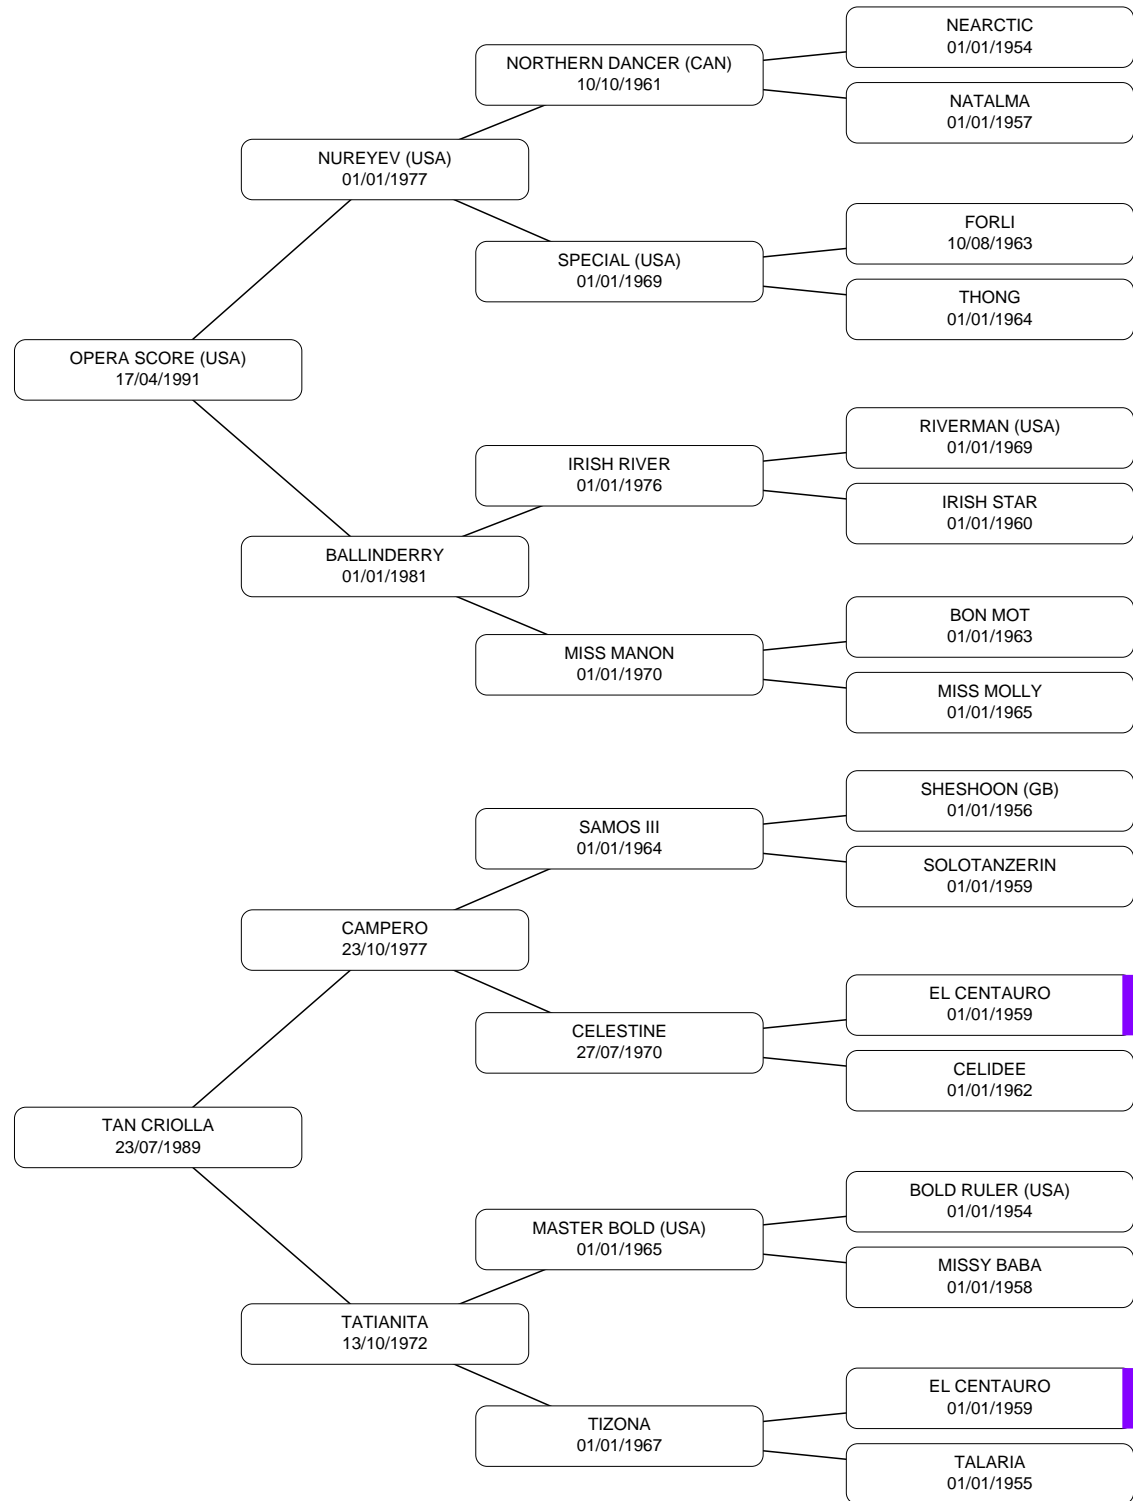 NEARCTIC
01/01/1954
NORTHERN DANCER (CAN)
10/10/1961
NATALMA
01/01/1957
NUREYEV (USA)
01/01/1977
FORLI
10/08/1963
SPECIAL (USA)
01/01/1969
THONG
01/01/1964
OPERA SCORE (USA)
17/04/1991
RIVERMAN (USA)
01/01/1969
IRISH RIVER
01/01/1976
IRISH STAR
01/01/1960
BALLINDERRY
01/01/1981
BON MOT
01/01/1963
MISS MANON
01/01/1970
MISS MOLLY
01/01/1965
SHESHOON (GB)
01/01/1956
SAMOS III
01/01/1964
SOLOTANZERIN
01/01/1959
CAMPERO
23/10/1977
EL CENTAURO
01/01/1959
CELESTINE
27/07/1970
CELIDEE
01/01/1962
TAN CRIOLLA
23/07/1989
BOLD RULER (USA)
01/01/1954
MASTER BOLD (USA)
01/01/1965
MISSY BABA
01/01/1958
TATIANITA
13/10/1972
EL CENTAURO
01/01/1959
TIZONA
01/01/1967
TALARIA
01/01/1955